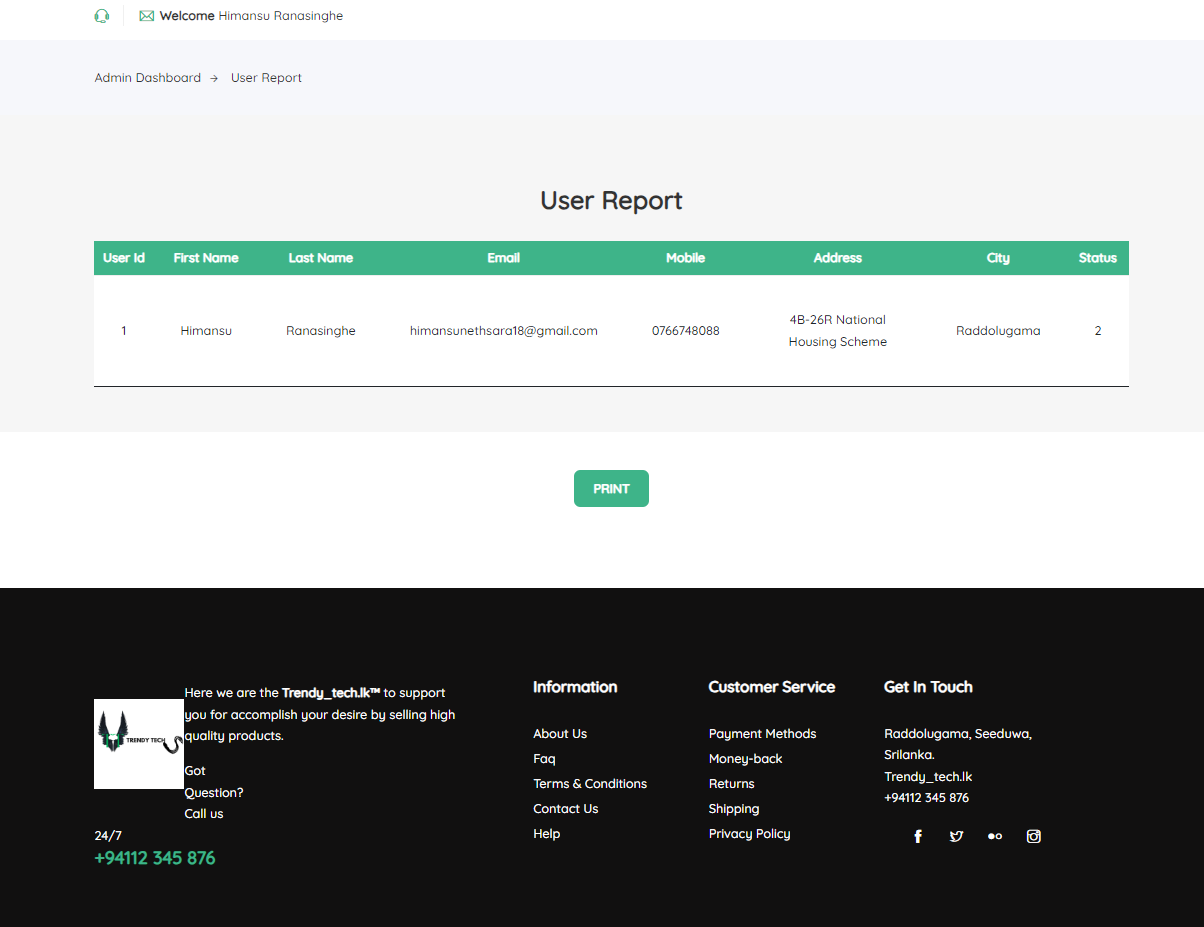 Welcome Himansu Ranasinghe
Admin Dashboard → User Report
User Report
User Id First Name Last Name Email Mobile Address City Status
1 Himansu Ranasinghe himansunethsara18@gmail.com 0766748088 4B-26R National Raddolugama 2
Housing Scheme
PRINT
TRENDY TECH
Here we are the Trendy_tech.lk™ to support
you for accomplish your desire by selling high
quality products.
Got
Question?
Call us
24/7
+94112 345 876
Information
About Us
Faq
Terms & Conditions
Contact Us
Help
Customer Service
Payment Methods
Money-back
Returns
Shipping
Privacy Policy
Get In Touch
Raddolugama, Seeduwa,
Srilanka.
Trendy_tech.lk
+94112 345 876